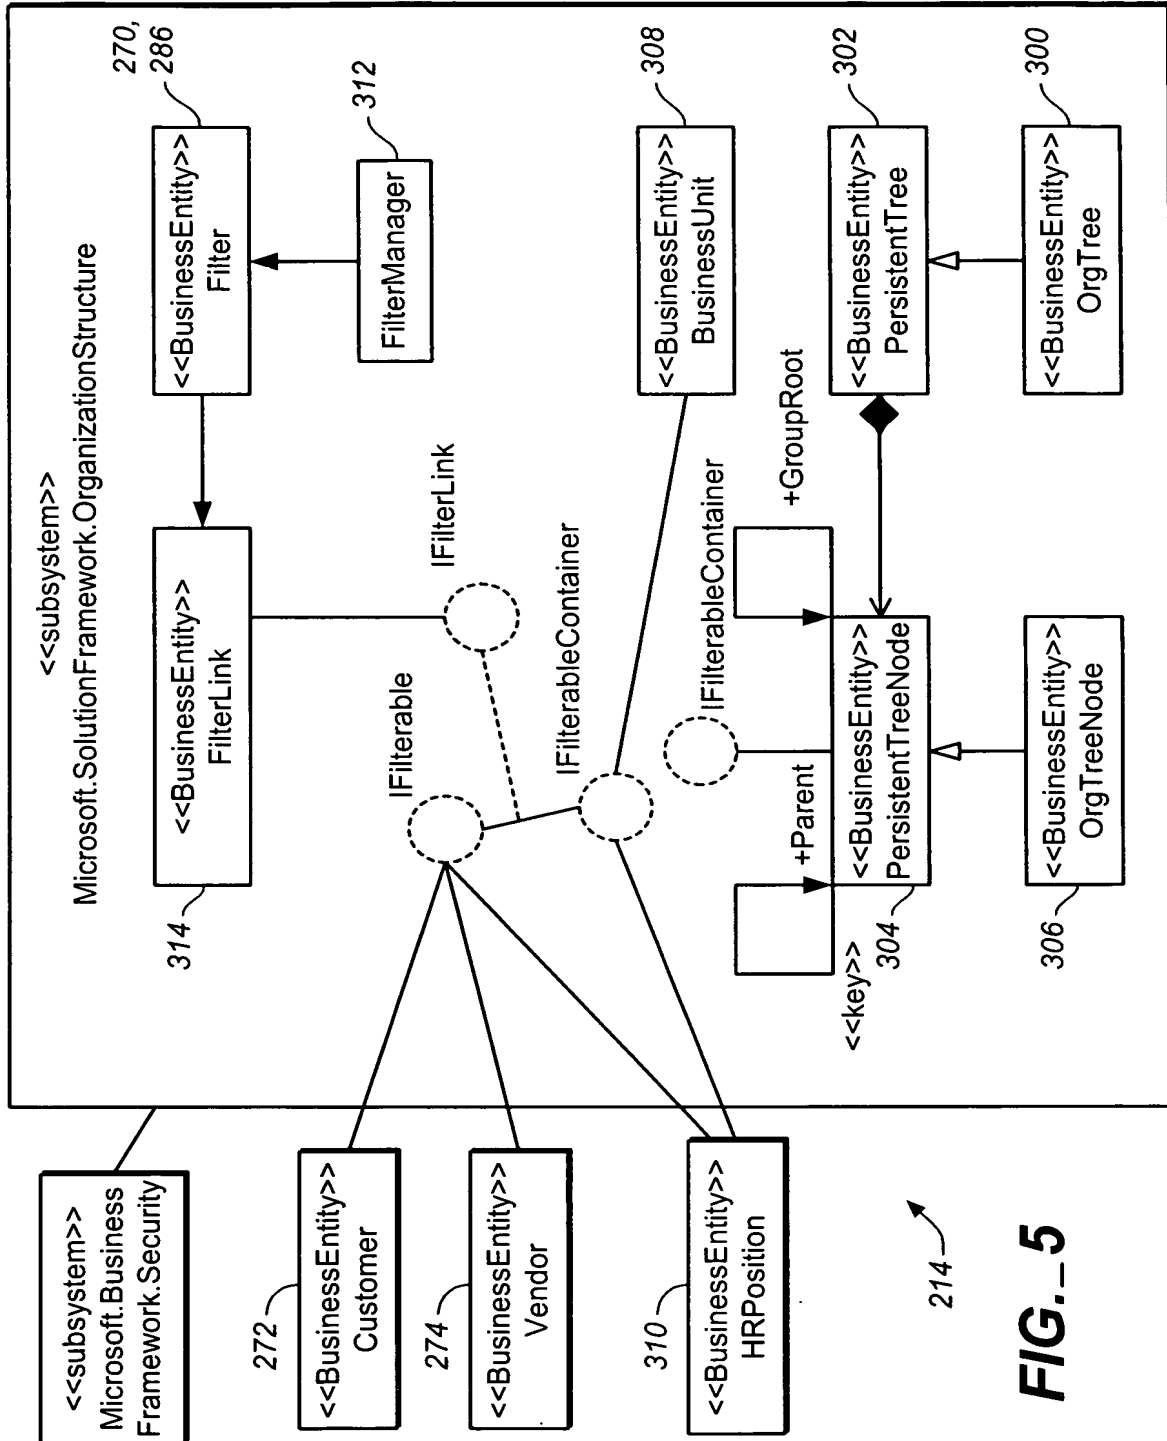 <<subsystem>>
Microsoft.Business
Framework.Security
<<subsystem>>
Microsoft.SolutionFramework.OrganizationStructure
314
<<BusinessEntity>>
FilterLink
<<BusinessEntity>>
Filter
270,
286
FilterManager
312
272
<<BusinessEntity>>
Customer
IFilterable
IFilterLink
274
<<BusinessEntity>>
Vendor
IFilterableContainer
<<BusinessEntity>>
BusinessUnit
308
310
<<BusinessEntity>>
HRPosition
IFilterableContainer
+Parent
+GroupRoot
<<key>>
304
<<BusinessEntity>>
PersistentTreeNode
<<BusinessEntity>>
PersistentTree
302
306
<<BusinessEntity>>
OrgTreeNode
<<BusinessEntity>>
OrgTree
300
214
FIG._5